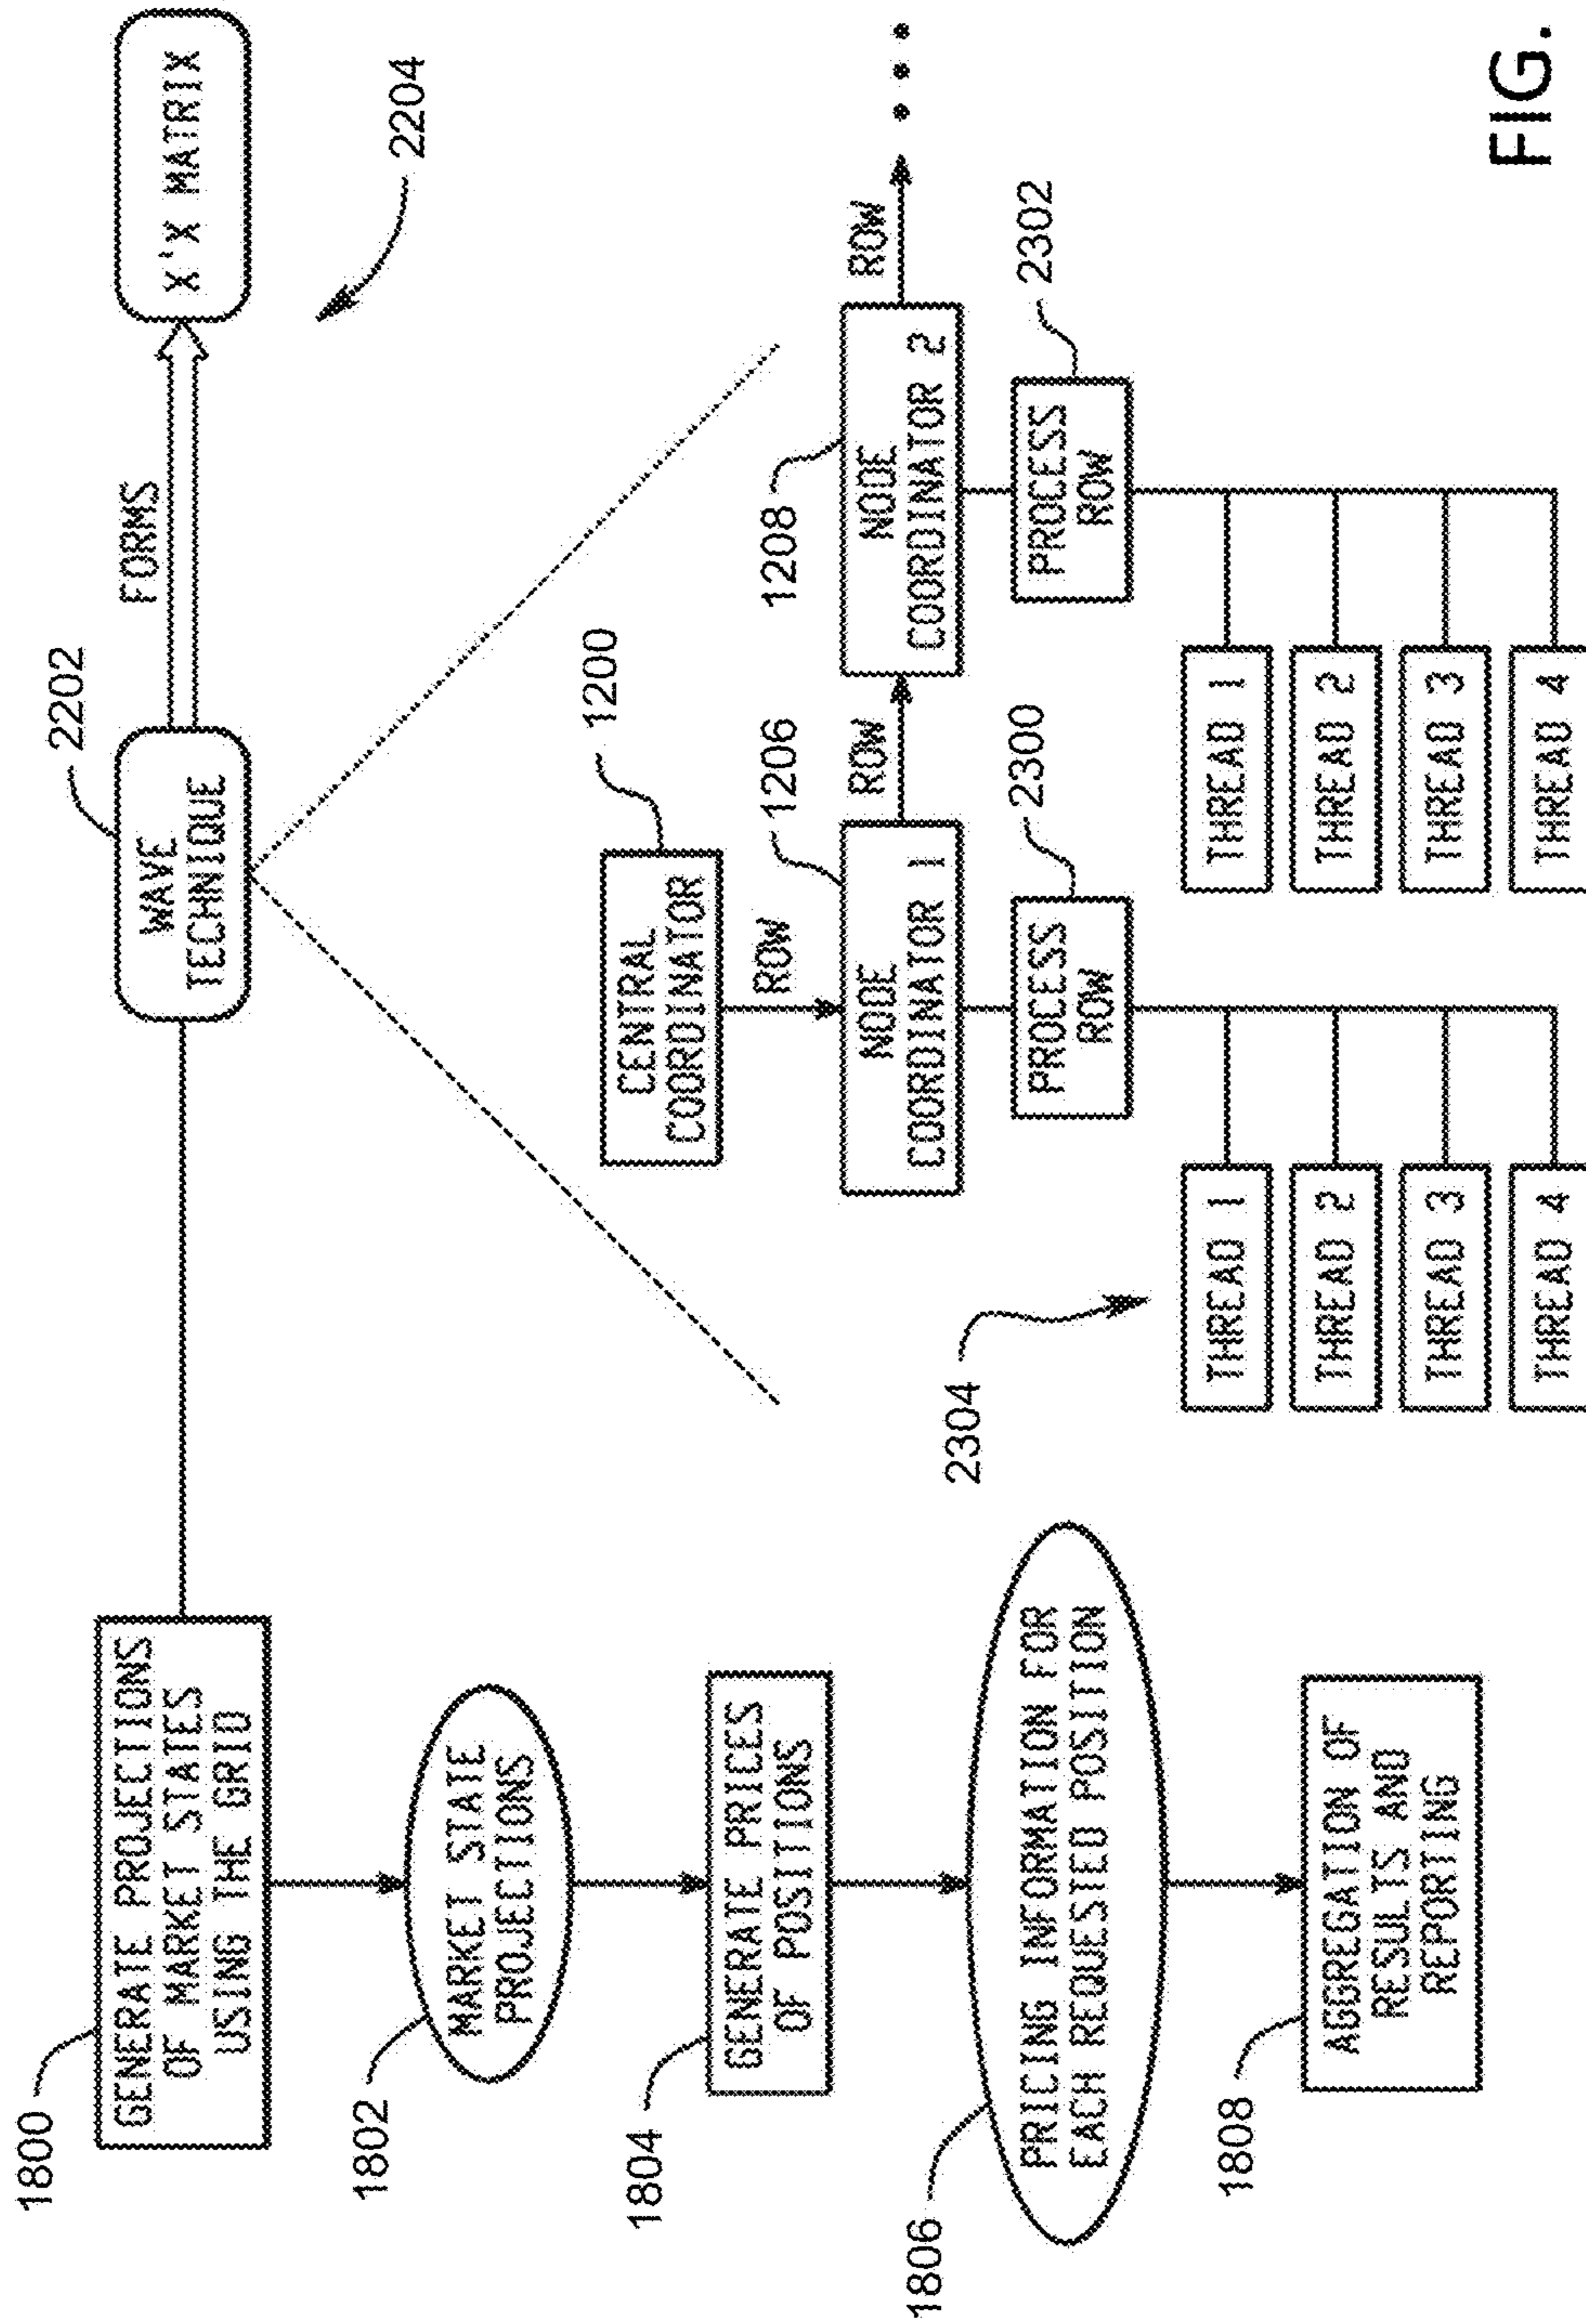 1800
GENERATE PROJECTIONS
OF MARKET STATES
USING THE GRID
1802
MARKET STATE
PROJECTIONS
1804
GENERATE PRICES
OF POSITIONS
1806
PRICING INFORMATION FOR
EACH REQUESTED POSITION
1808
AGGREGATION OF
RESULTS AND
REPORTING
2202
WAVE
TECHNIQUE
FORMS
X'X MATRIX
2204
CENTRAL
COORDINATOR
1200
ROW
NODE
COORDINATOR 1
1206
ROW
NODE
COORDINATOR 2
1208
ROW
PROCESS
ROW
2300
PROCESS
ROW
2302
2304
THREAD 1
THREAD 2
THREAD 3
THREAD 4
THREAD 1
THREAD 2
THREAD 3
THREAD 4
FIG.